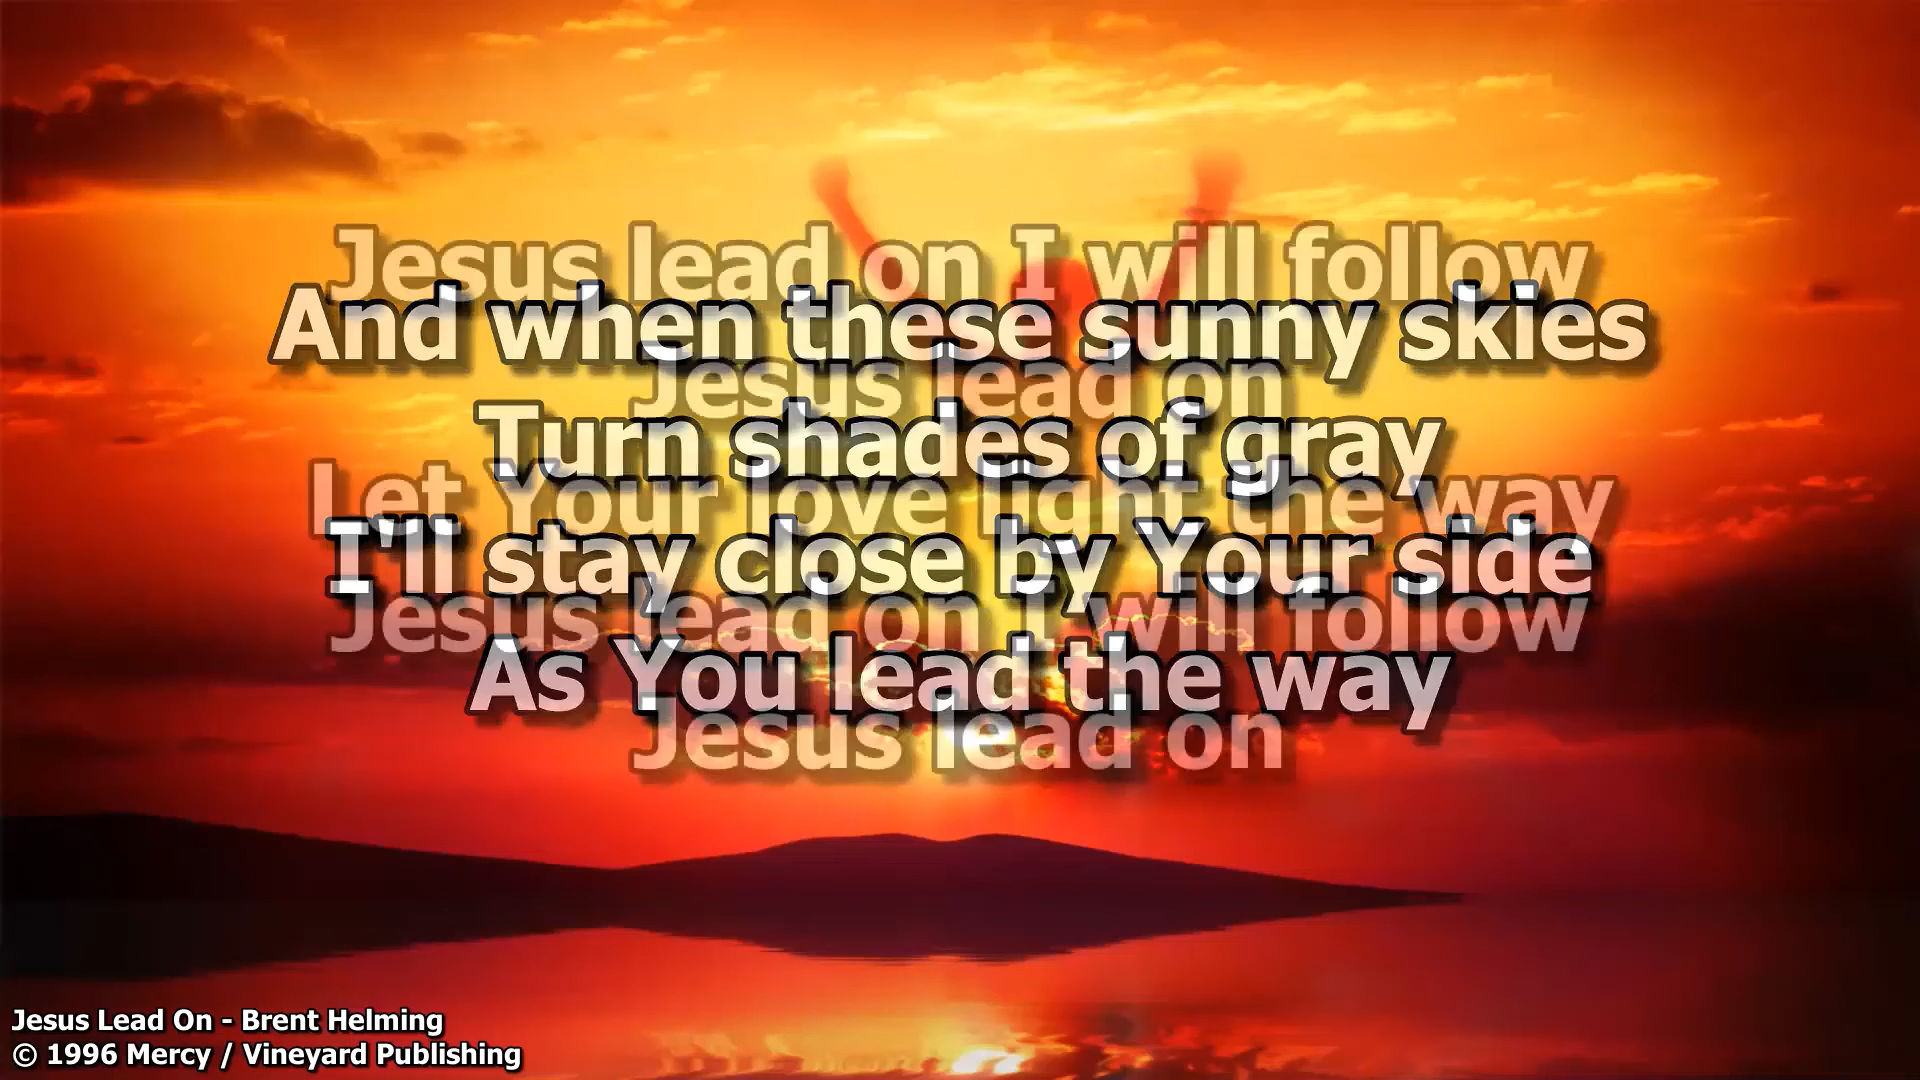 Jesus lead on I will follow
And when these sunny skies
Jesus lead on
Turn shades of gray
Let Your love light the way
I'll stay close by Your side
Jesus lead on I will follow
As You lead the way
Jesus lead on
Jesus Lead On - Brent Helming
© 1996 Mercy / Vineyard Publishing